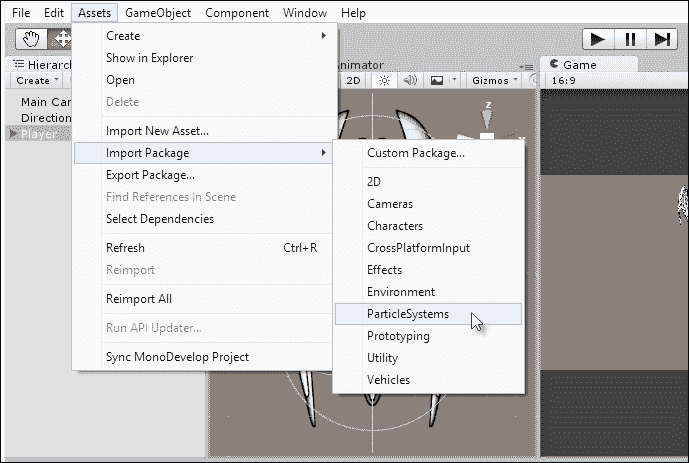 File Edit Assets GameObject Component Window Help
Hierarch Animator Game
Create 2D Gizmos 16:9
Main Car
Direction
Player
Create
Show in Explorer
Open
Delete
Import New Asset...
Import Package
Export Package...
Find References In Scene
Select Dependencies
Refresh Ctrl+R
Reimport
Reimport All
Run API Updater...
Sync MonoDevelop Project
Custom Package...
2D
Cameras
Characters
CrossPlatformInput
Effects
Environment
ParticleSystems
Prototyping
Utility
Vehicles
z